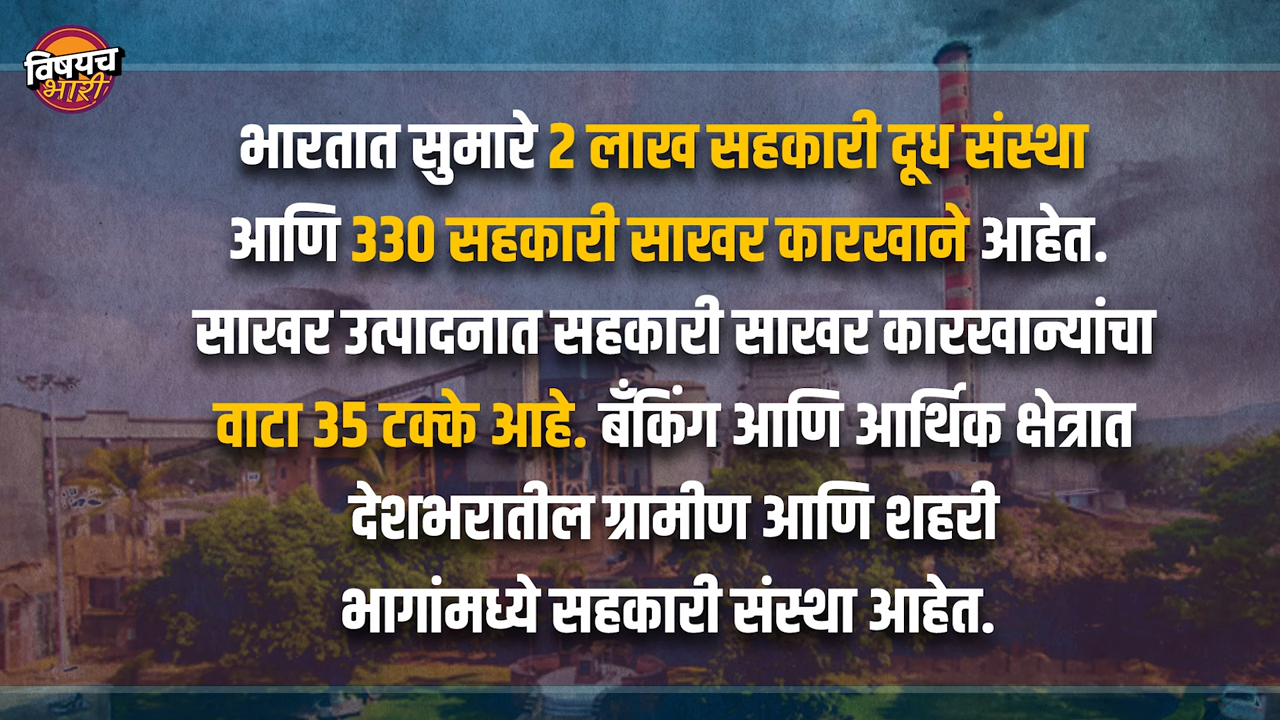 विषयच
भारी
भारतात सुमारे 2 लाख सहकारी दूध संस्था
आणि 330 सहकारी साखर कारखाने आहेत.
साखर उत्पादनात सहकारी साखर कारखान्यांचा
वाटा 35 टक्के आहे. बँकिंग आणि आर्थिक क्षेत्रात
देशभरातील ग्रामीण आणि शहरी
भागांमध्ये सहकारी संस्था आहेत.